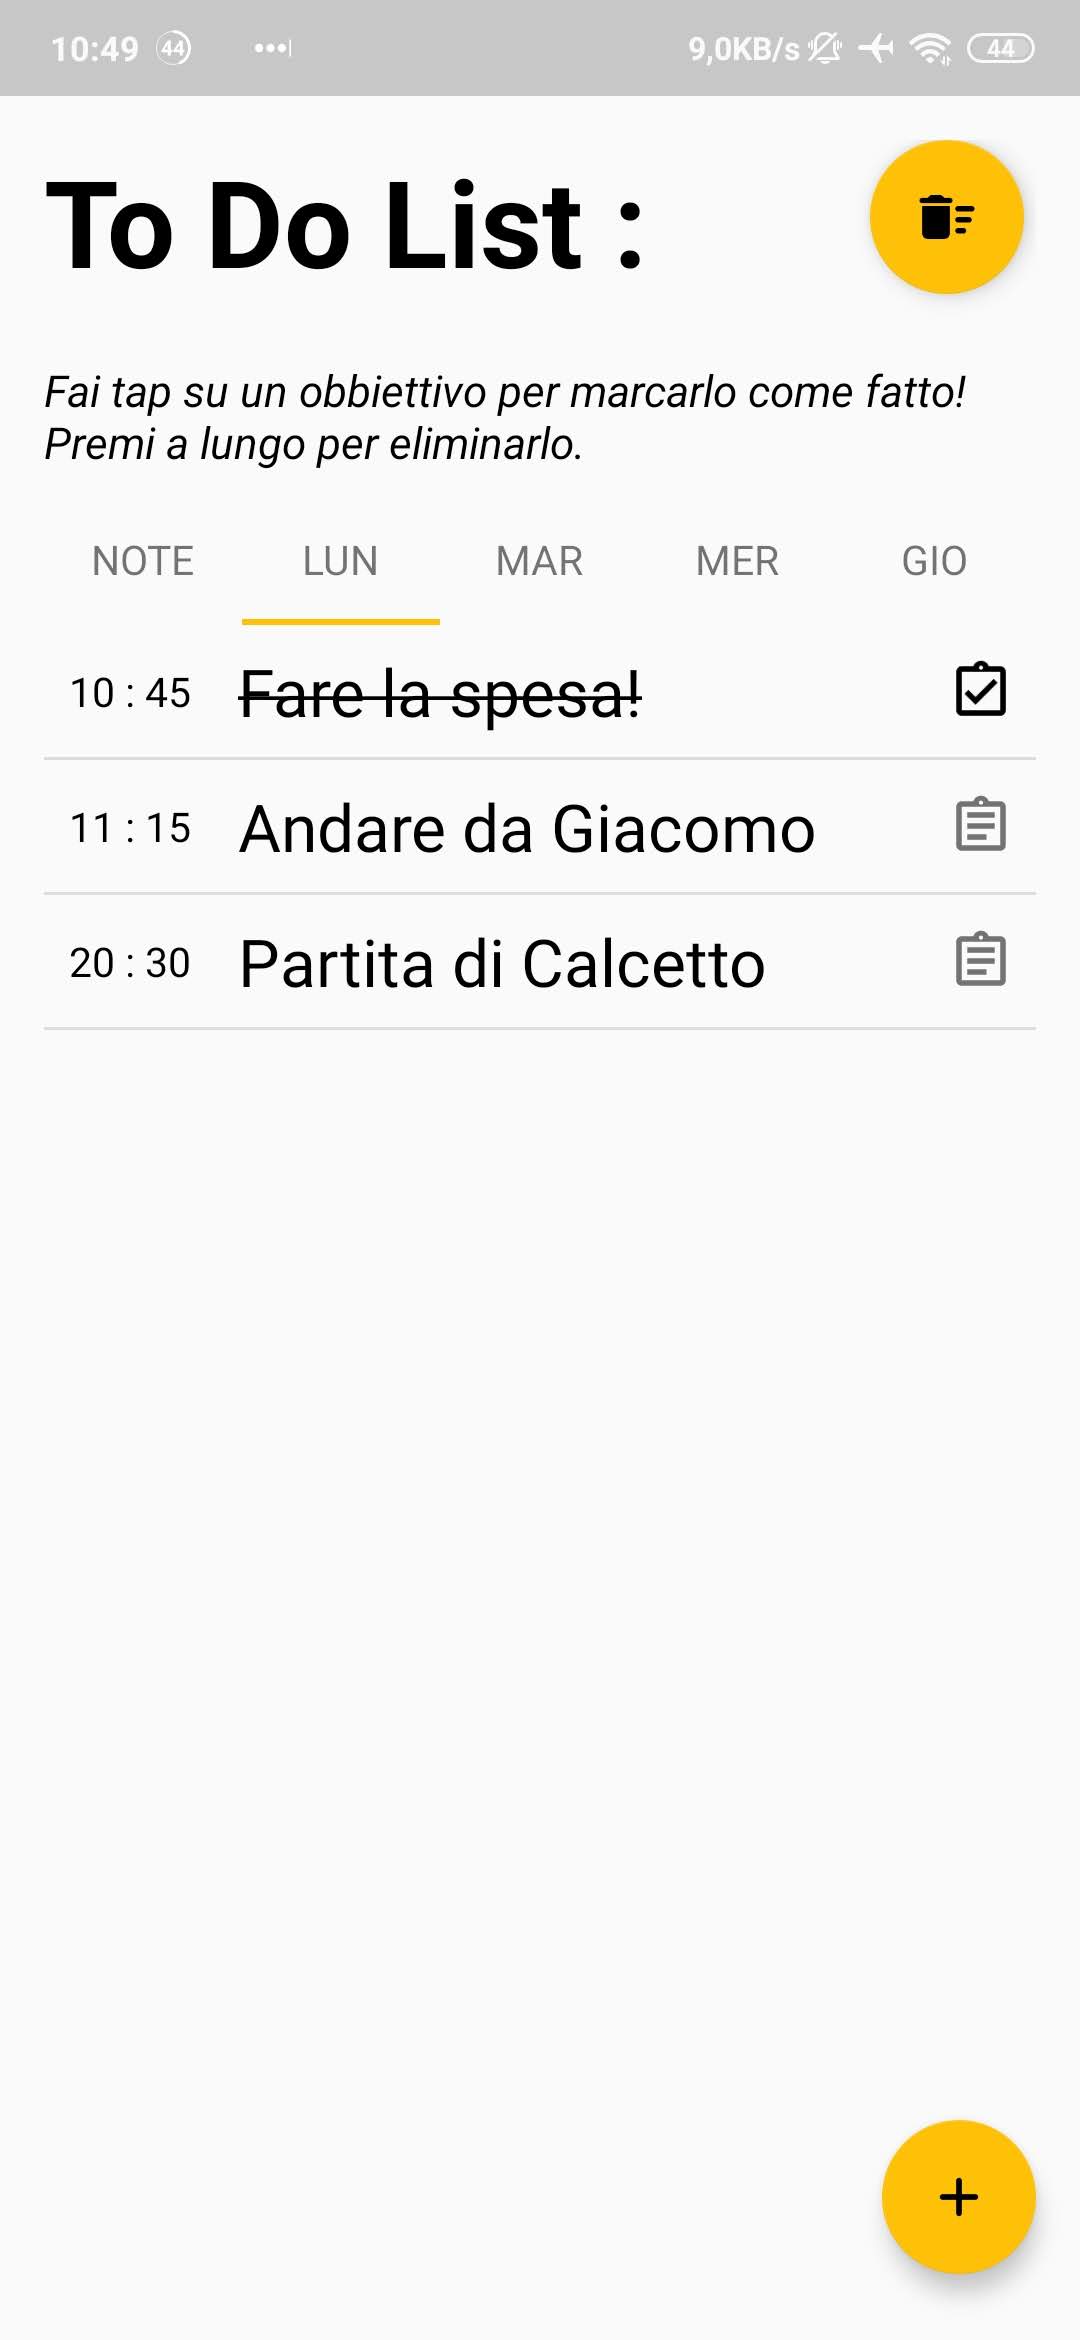 10:49 44 9,0KB/s 44
To Do List :
Fai tap su un obbiettivo per marcarlo come fatto!
Premi a lungo per eliminarlo.
NOTE LUN MAR MER GIO
10 : 45 Fare la spesa!
11 : 15 Andare da Giacomo
20 : 30 Partita di Calcetto